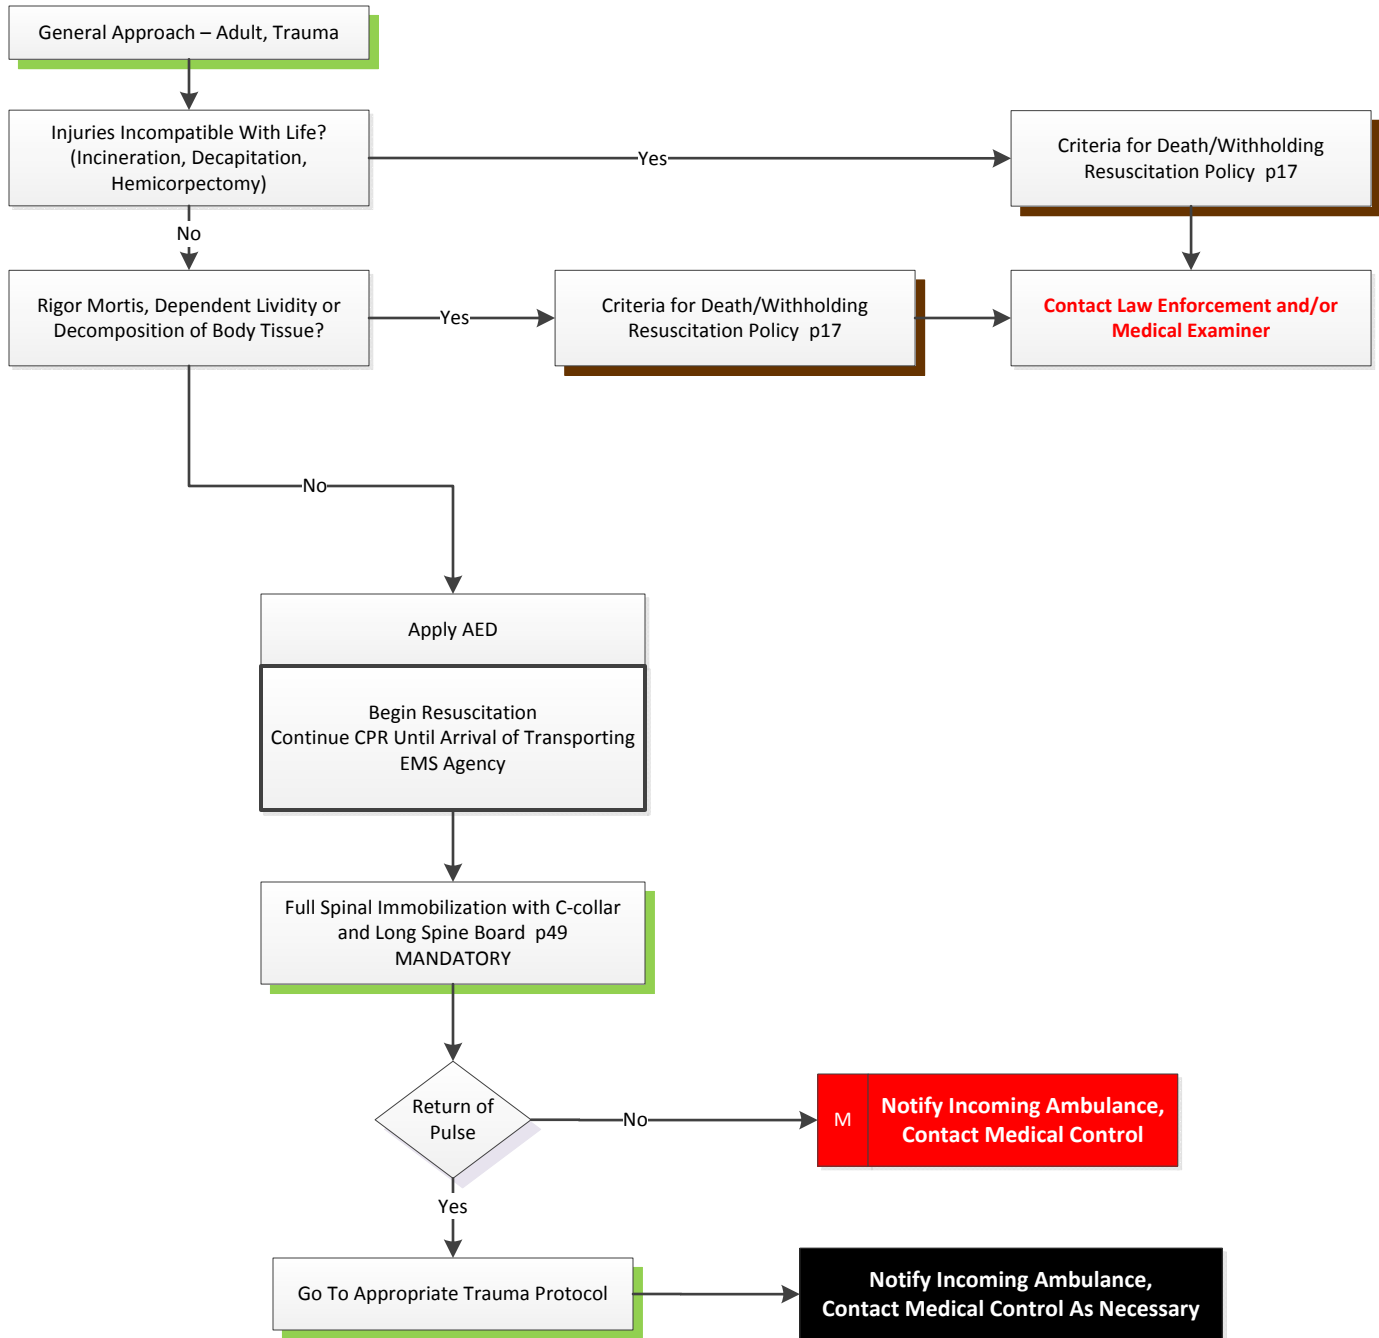 General Approach – Adult, Trauma
Injuries Incompatible With Life?
(Incineration, Decapitation,
Hemicorpectomy)
Yes
Criteria for Death/Withholding
Resuscitation Policy p17
No
Rigor Mortis, Dependent Lividity or
Decomposition of Body Tissue?
Yes
Criteria for Death/Withholding
Resuscitation Policy p17
Contact Law Enforcement and/or
Medical Examiner
No
Apply AED
Begin Resuscitation
Continue CPR Until Arrival of Transporting
EMS Agency
Full Spinal Immobilization with C-collar
and Long Spine Board p49
MANDATORY
Return of
Pulse
No
M
Notify Incoming Ambulance,
Contact Medical Control
Yes
Go To Appropriate Trauma Protocol
Notify Incoming Ambulance,
Contact Medical Control As Necessary